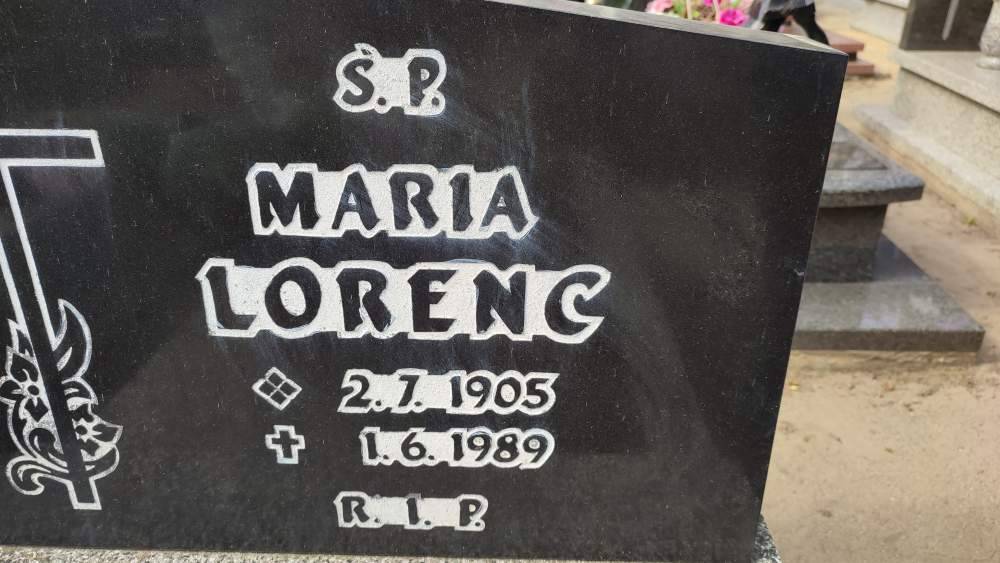 Ś.P.
MARIA
LORENC
2.7. 1905
1.6. 1989
R. I. P.